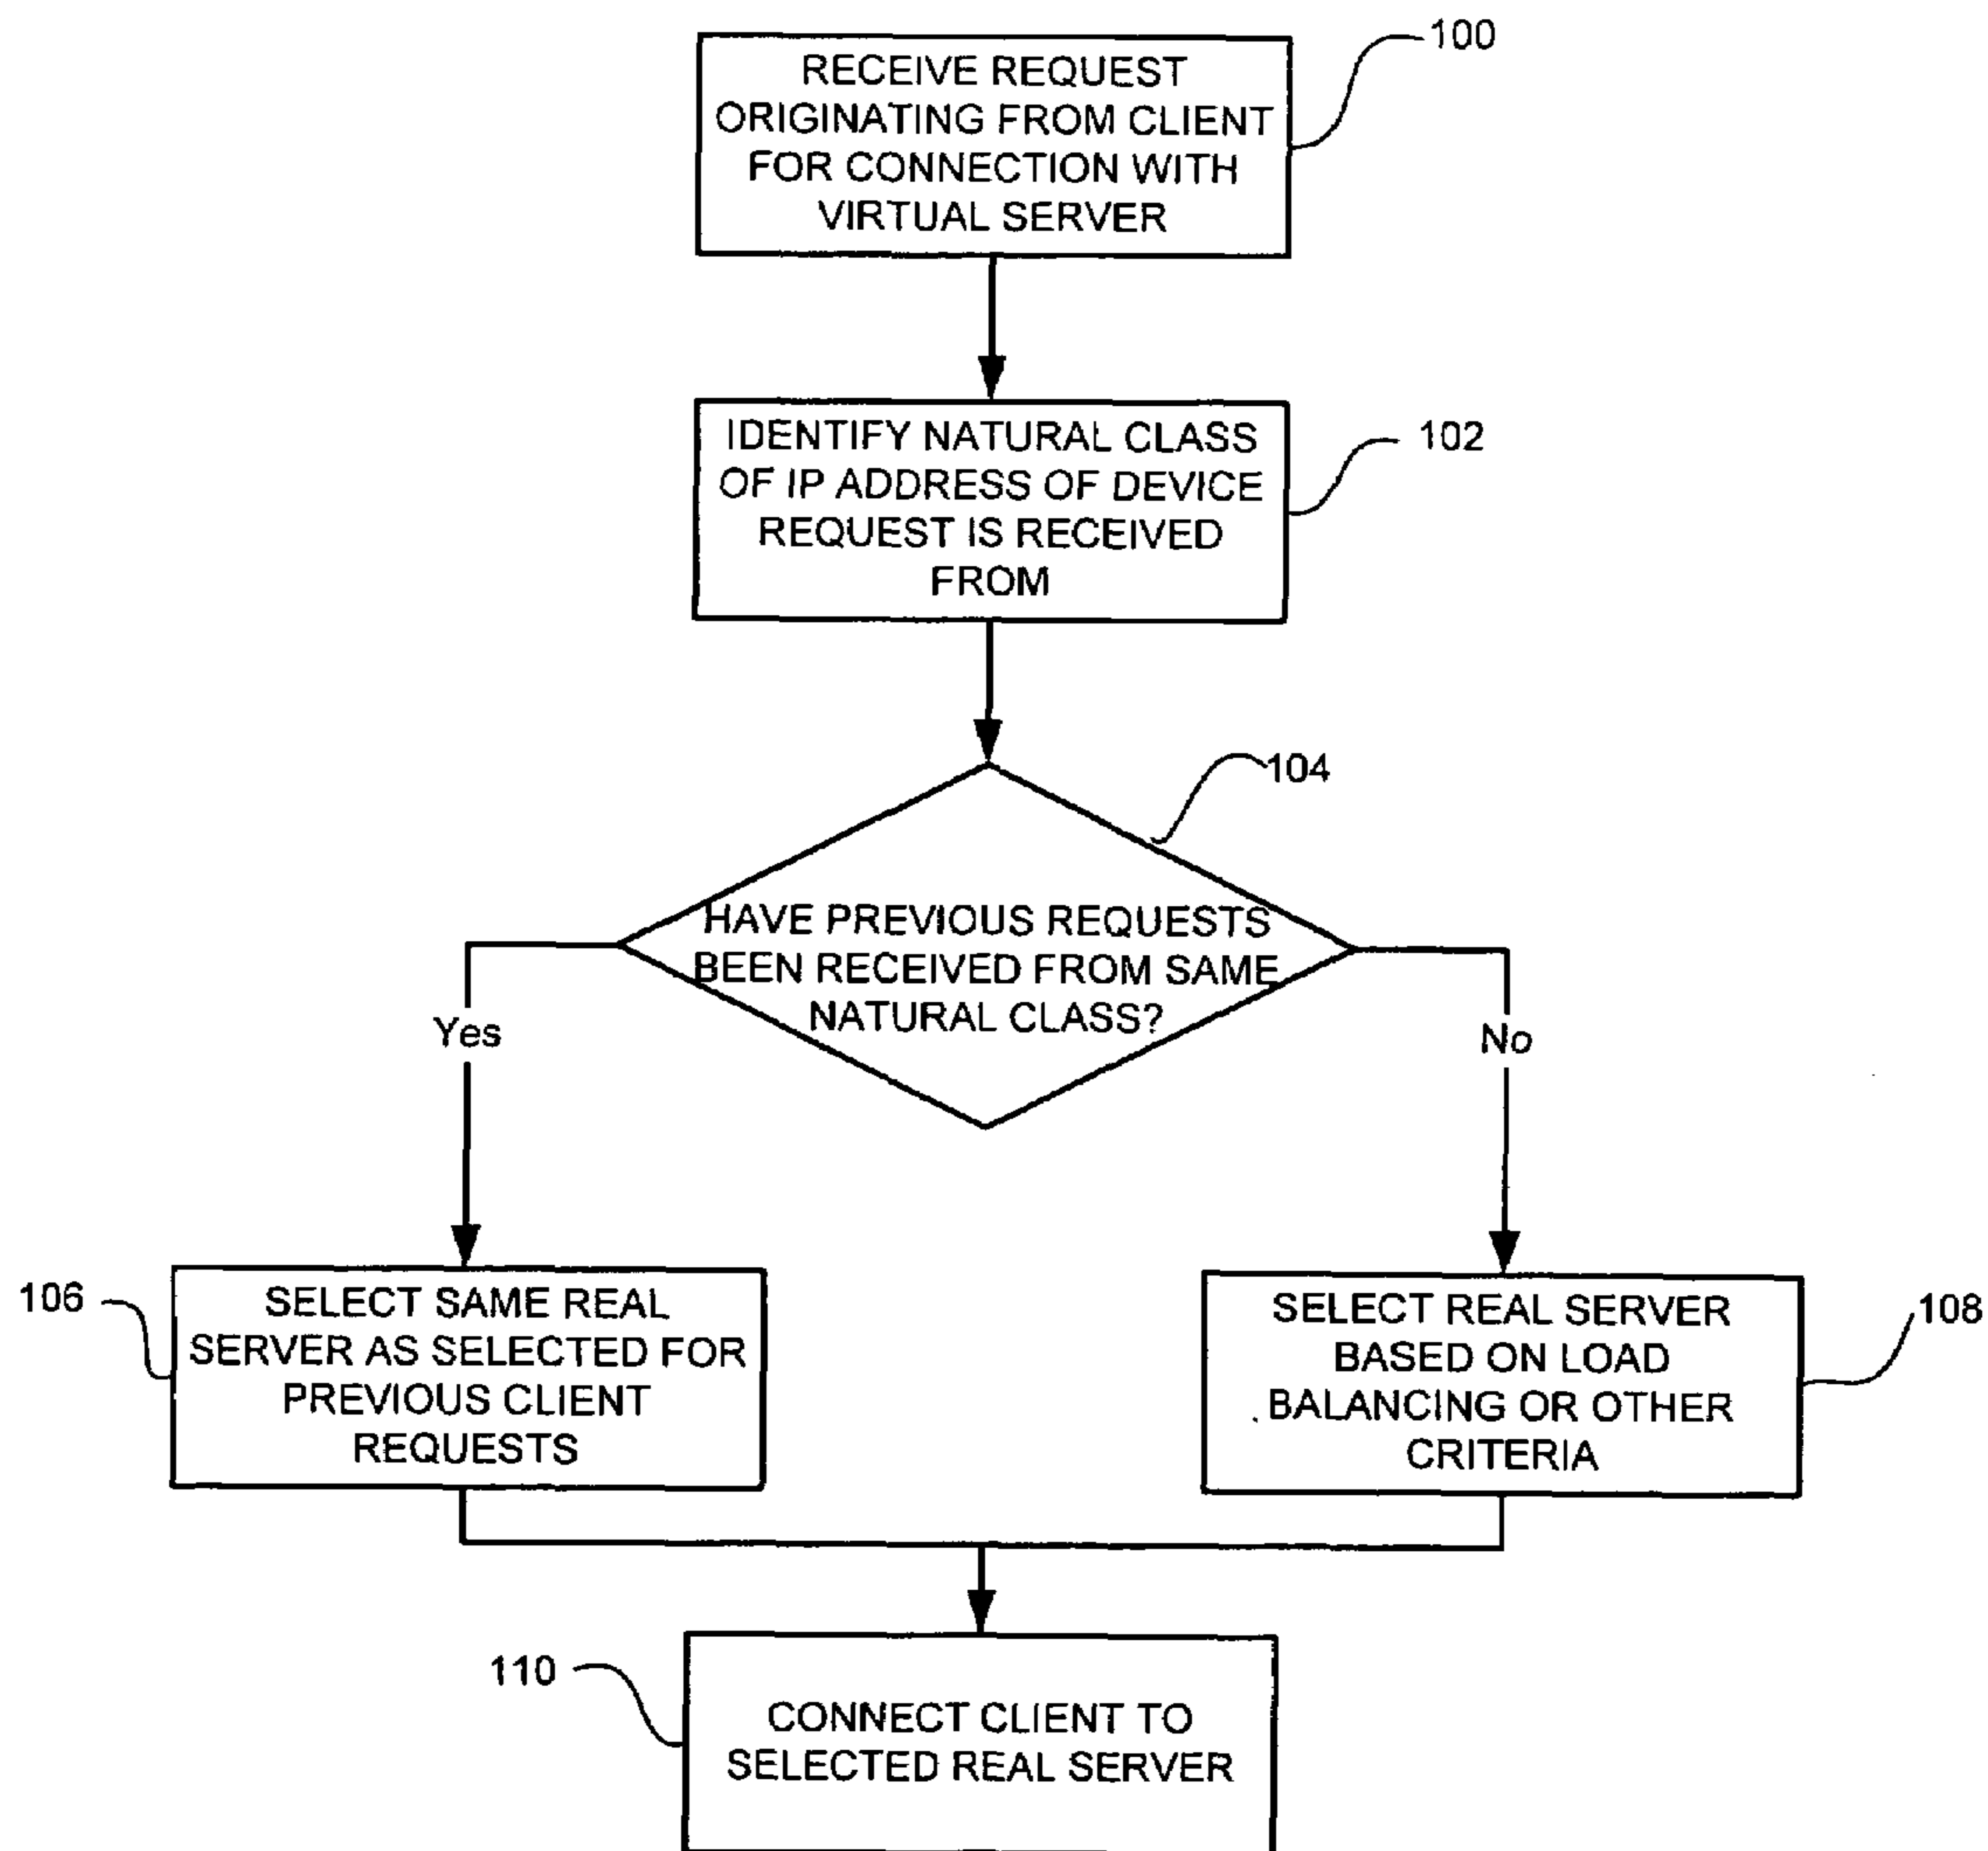 RECEIVE REQUEST
ORIGINATING FROM CLIENT
FOR CONNECTION WITH
VIRTUAL SERVER
100
IDENTIFY NATURAL CLASS
OF IP ADDRESS OF DEVICE
REQUEST IS RECEIVED
FROM
102
104
HAVE PREVIOUS REQUESTS
BEEN RECEIVED FROM SAME
NATURAL CLASS?
Yes
No
106
SELECT SAME REAL
SERVER AS SELECTED FOR
PREVIOUS CLIENT
REQUESTS
SELECT REAL SERVER
BASED ON LOAD
BALANCING OR OTHER
CRITERIA
108
110
CONNECT CLIENT TO
SELECTED REAL SERVER